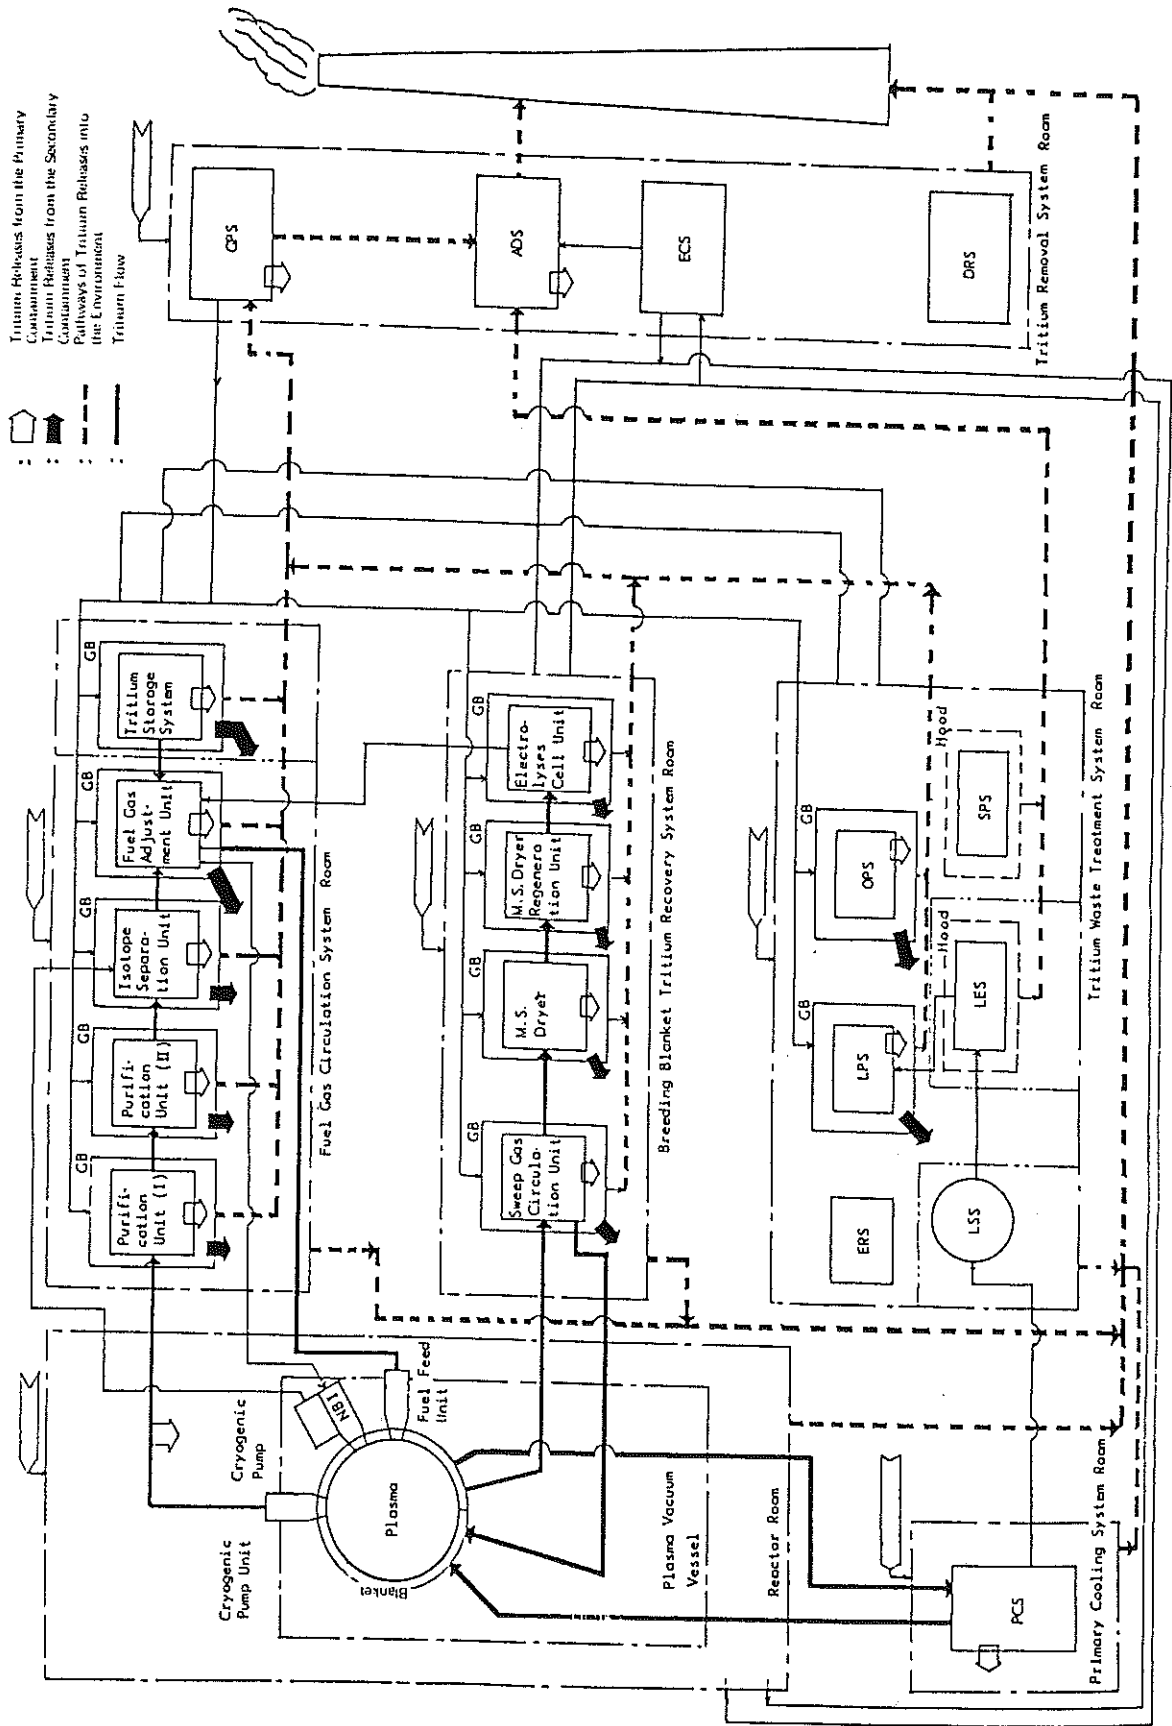 Tritium Releases from the Primary
Containment
Tritium Releases from the Secondary
Containment
Pathways of Tritium Releases into
the Environment
Tritium Flow
GB
Purifi-
cation
Unit (I)
GB
Purifi-
cation
Unit (II)
GB
Isotope
Separa-
tion Unit
GB
Fuel Gas
Adjust-
ment Unit
GB
Tritium
Storage
System
Fuel Gas Circulation System Room
GB
Sweep Gas
Circula-
tion Unit
GB
M.S.
Dryer
GB
M.S. Dryer
Regenera-
tion Unit
GB
Electro-
lyses
Cell Unit
Breeding Blanket Tritium Recovery System Room
ERS
LSS
GB
LPS
Hood
LES
GB
OPS
Hood
SPS
Tritium Waste Treatment System Room
ADS
ECS
DRS
Tritium Removal System Room
Cryogenic
Pump Unit
Cryogenic
Pump
NBI
Fuel Feed
Unit
Plasma
Blanket
Plasma Vacuum
Vessel
Reactor Room
PCS
Primary Cooling System Room